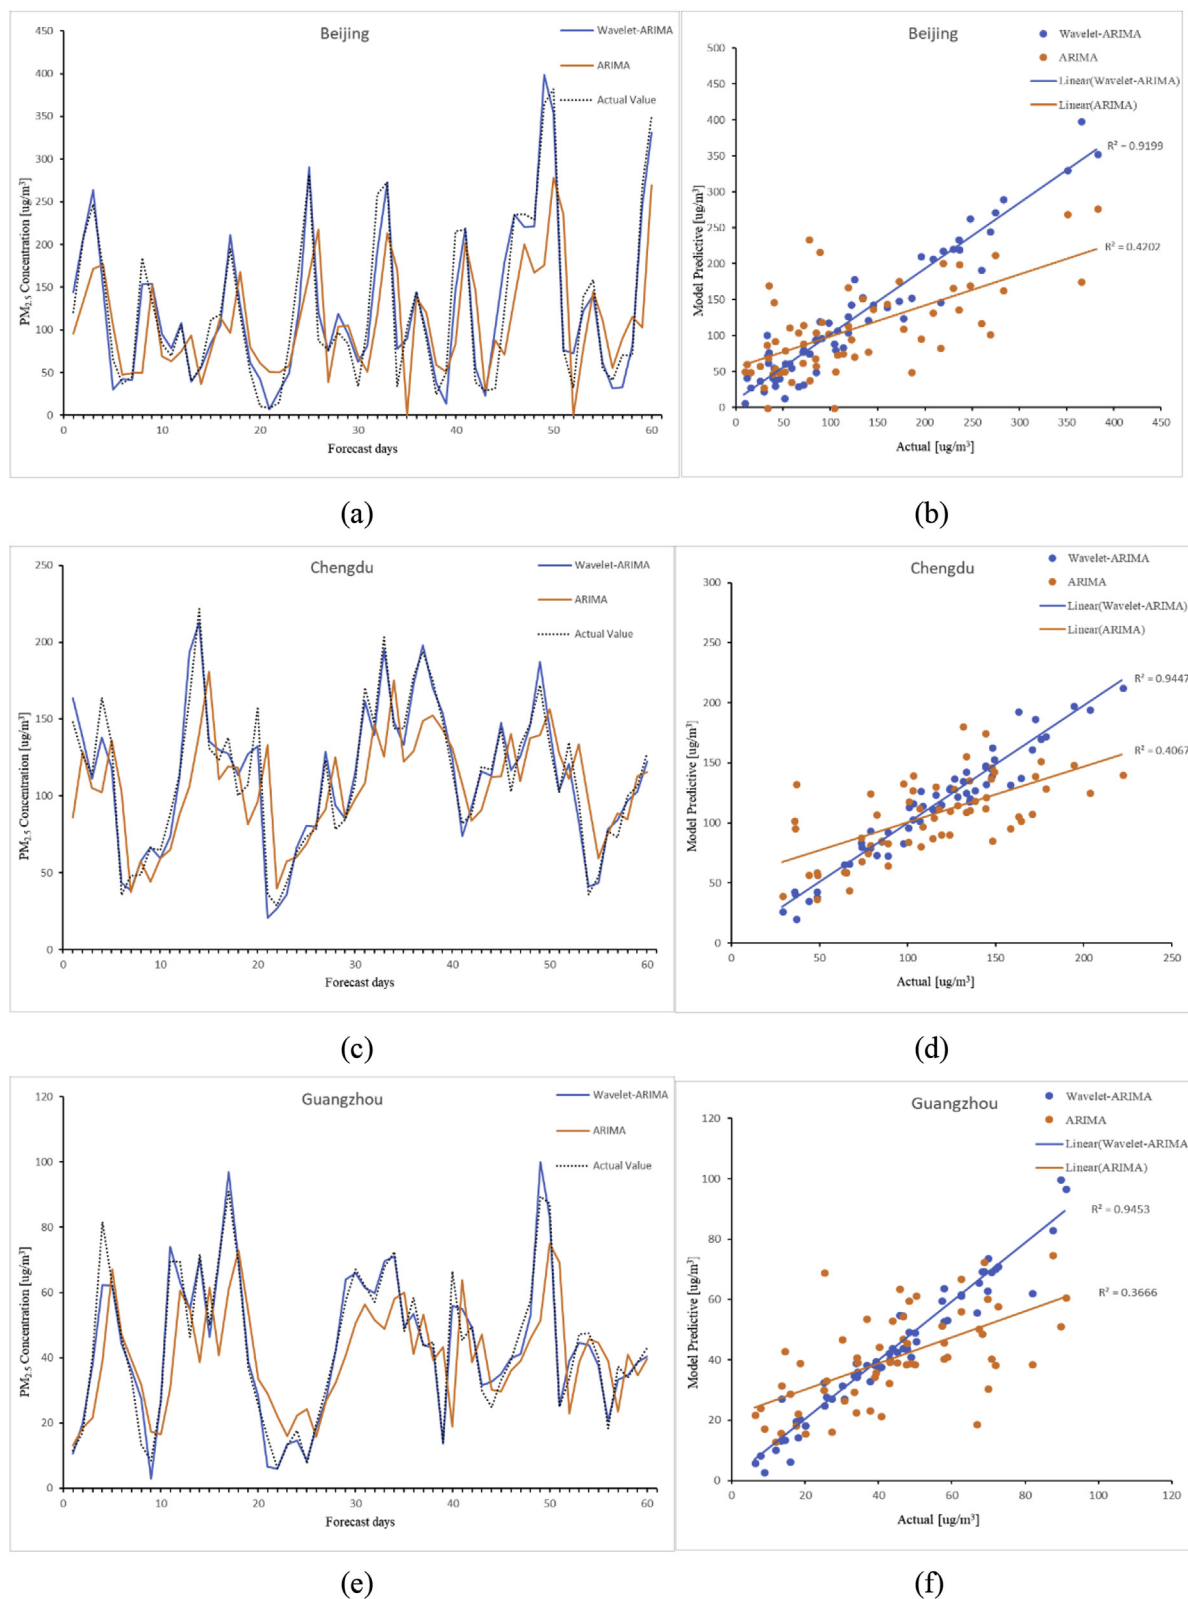 Beijing
Wavelet-ARIMA
ARIMA
Actual Value
PM2.5 Concentration [ug/m³]
450
400
350
300
250
200
150
100
50
0
0 10 20 30 40 50 60
Forecast days
(a)
Beijing
Wavelet-ARIMA
ARIMA
Linear(Wavelet-ARIMA)
Linear(ARIMA)
R² = 0.9199
R² = 0.4202
Model Predictive [ug/m³]
500
450
400
350
300
250
200
150
100
50
0
0 50 100 150 200 250 300 350 400 450
Actual [ug/m³]
(b)
Chengdu
Wavelet-ARIMA
ARIMA
Actual Value
PM2.5 Concentration [ug/m³]
250
200
150
100
50
0
0 10 20 30 40 50 60
Forecast days
(c)
Chengdu
Wavelet-ARIMA
ARIMA
Linear(Wavelet-ARIMA)
Linear(ARIMA)
R² = 0.9447
R² = 0.4067
Model Predictive [ug/m³]
300
250
200
150
100
50
0
0 50 100 150 200 250
Actual [ug/m³]
(d)
Guangzhou
Wavelet-ARIMA
ARIMA
Actual Value
PM2.5 Concentration [ug/m³]
120
100
80
60
40
20
0
0 10 20 30 40 50 60
Forecast days
(e)
Guangzhou
Wavelet-ARIMA
ARIMA
Linear(Wavelet-ARIMA
Linear(ARIMA)
R² = 0.9453
R² = 0.3666
Model Predictive [ug/m³]
120
100
80
60
40
20
0
0 20 40 60 80 100 120
Actual [ug/m³]
(f)